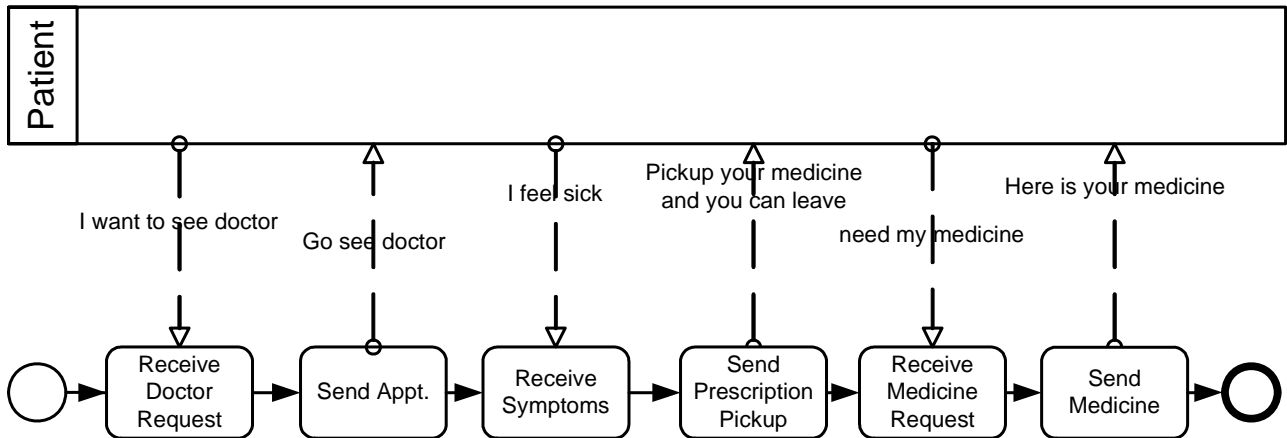 Patient
I want to see doctor
Go see doctor
I feel sick
Pickup your medicine
and you can leave
need my medicine
Here is your medicine
Receive
Doctor
Request
Send Appt.
Receive
Symptoms
Send
Prescription
Pickup
Receive
Medicine
Request
Send
Medicine